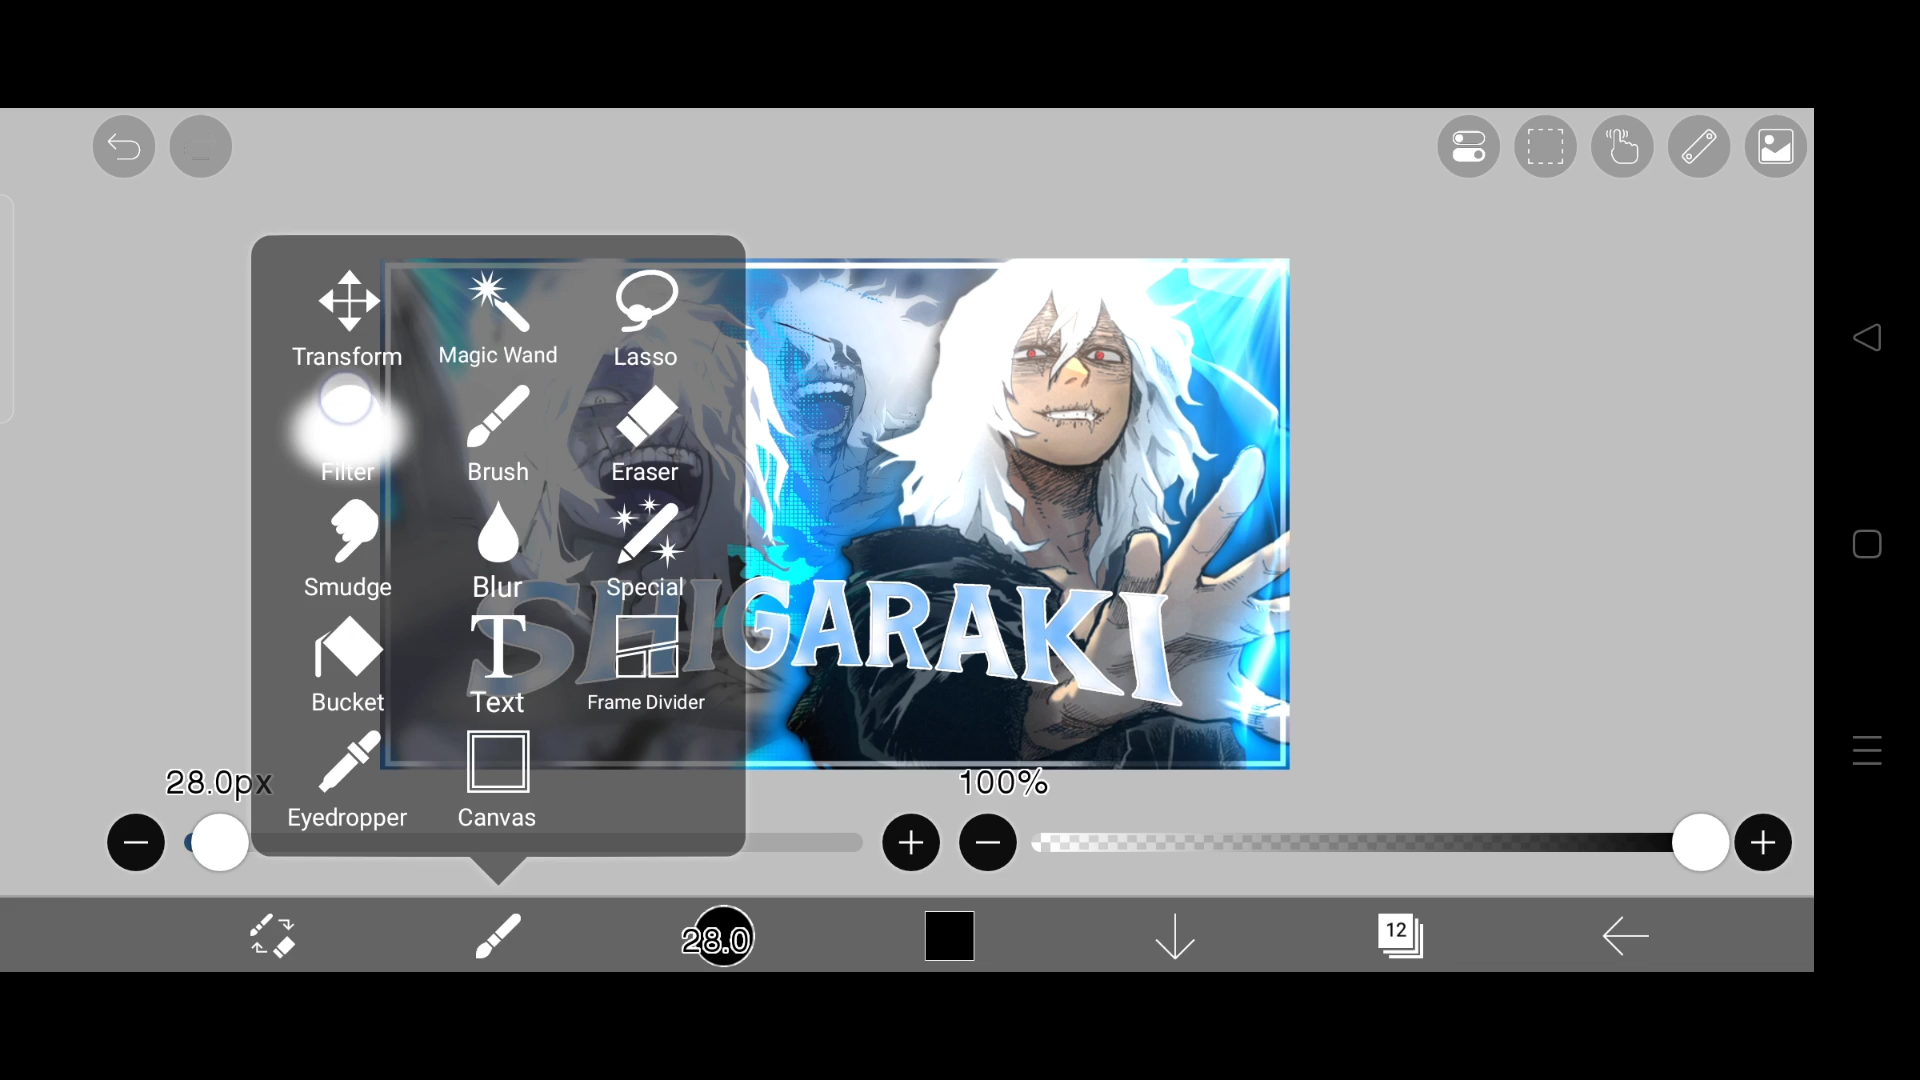 Transform
Magic Wand
Lasso
Filter
Brush
Eraser
Smudge
Blur
Special
SHIGARAKI
Bucket
Text
Frame Divider
28.0px
100%
Eyedropper
Canvas
28.0
12